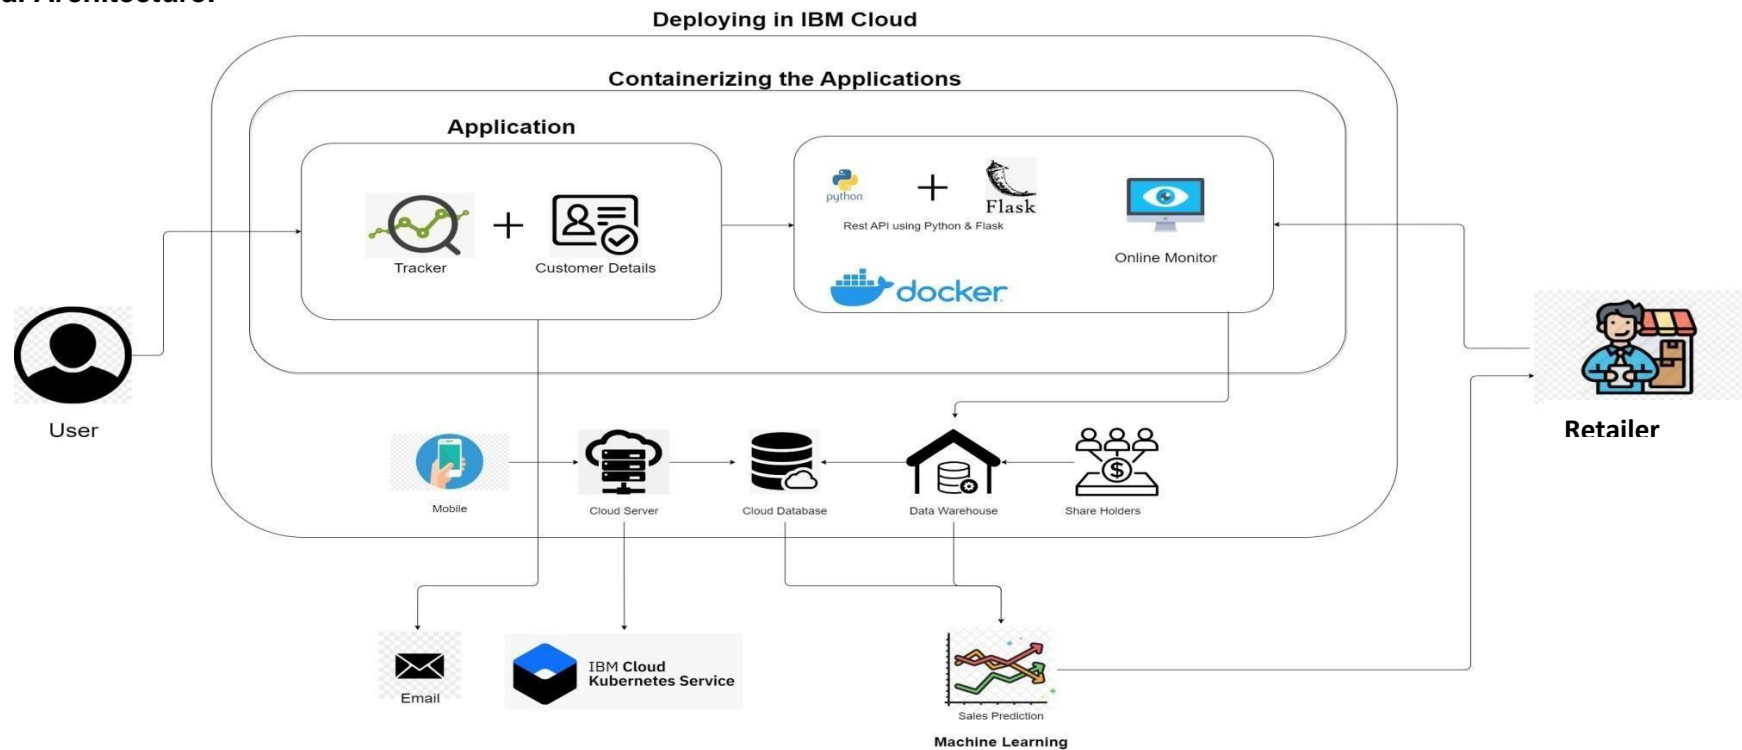 Deploying in IBM Cloud
Containerizing the Applications
Application
python
Flask
Rest API using Python & Flask
Tracker
Customer Details
Online Monitor
docker
User
Retailer
Mobile
Cloud Server
Cloud Database
Data Warehouse
Share Holders
Email
IBM Cloud
Kubernetes Service
Sales Prediction
Machine Learning